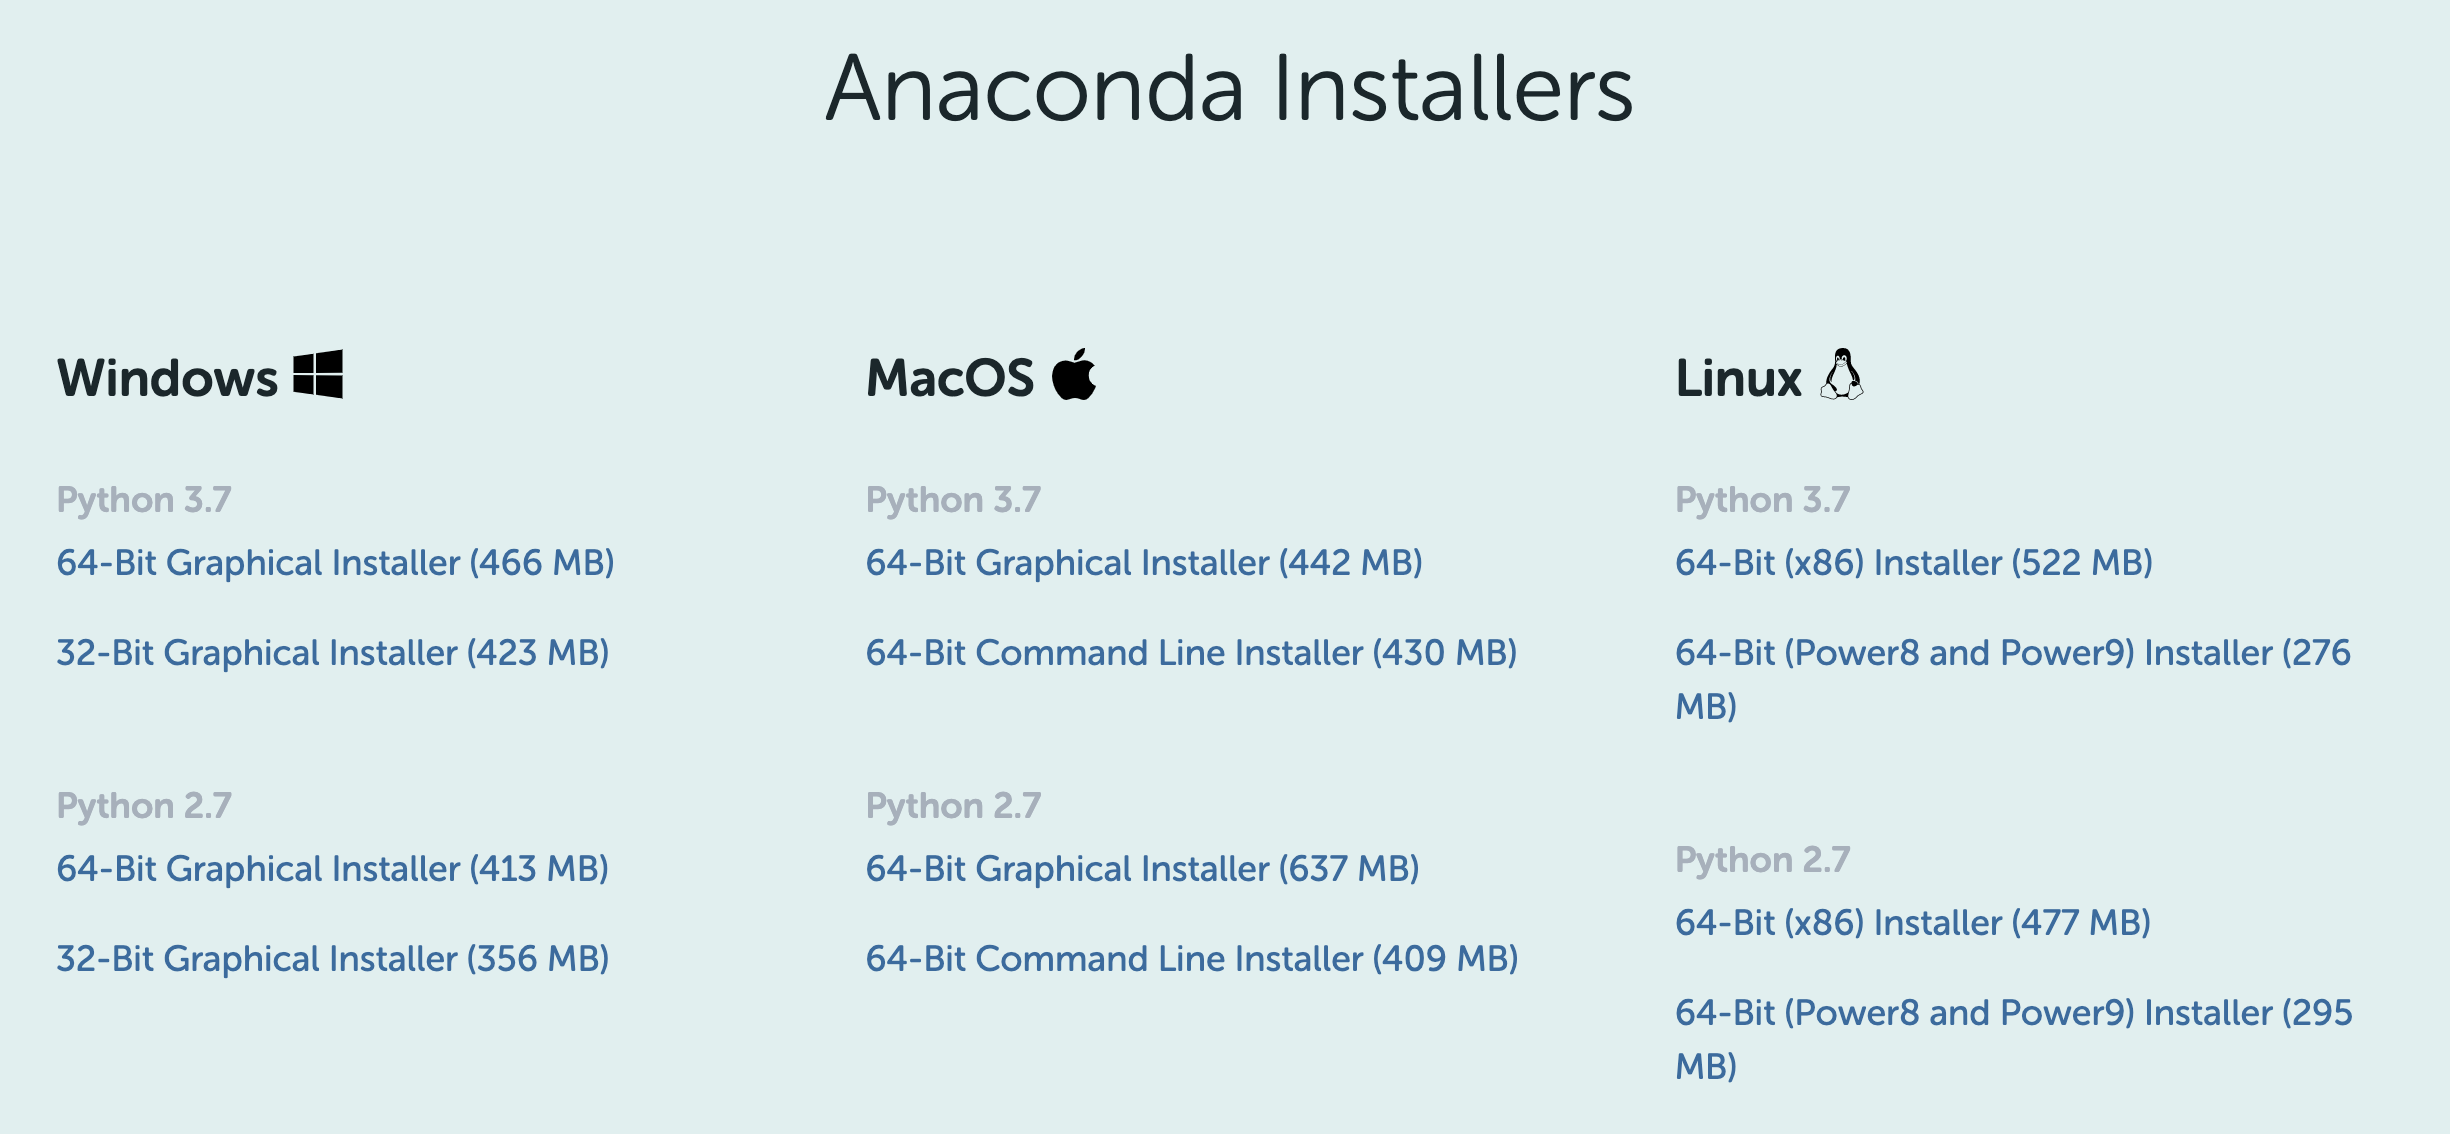 Anaconda Installers
Windows
Python 3.7
64-Bit Graphical Installer (466 MB)
32-Bit Graphical Installer (423 MB)
Python 2.7
64-Bit Graphical Installer (413 MB)
32-Bit Graphical Installer (356 MB)
MacOS
Python 3.7
64-Bit Graphical Installer (442 MB)
64-Bit Command Line Installer (430 MB)
Python 2.7
64-Bit Graphical Installer (637 MB)
64-Bit Command Line Installer (409 MB)
Linux
Python 3.7
64-Bit (x86) Installer (522 MB)
64-Bit (Power8 and Power9) Installer (276
MB)
Python 2.7
64-Bit (x86) Installer (477 MB)
64-Bit (Power8 and Power9) Installer (295
MB)